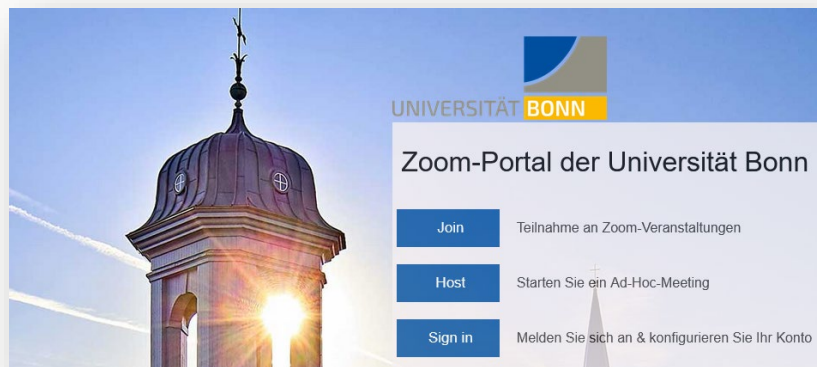 UNIVERSITÄT BONN
Zoom-Portal der Universität Bonn
Join Teilnahme an Zoom-Veranstaltungen
Host Starten Sie ein Ad-Hoc-Meeting
Sign in Melden Sie sich an & konfigurieren Sie Ihr Konto